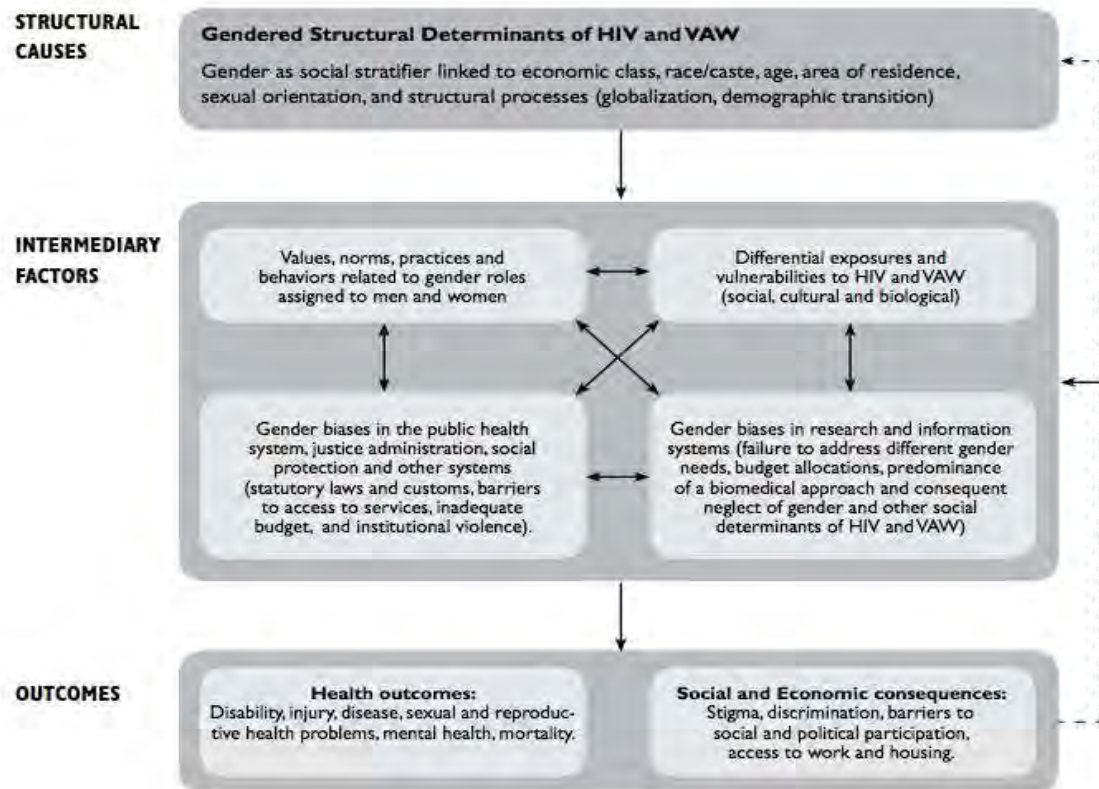 STRUCTURAL
CAUSES
Gendered Structural Determinants of HIV and VAW
Gender as social stratifier linked to economic class, race/caste, age, area of residence,
sexual orientation, and structural processes (globalization, demographic transition)
INTERMEDIARY
FACTORS
Values, norms, practices and
behaviors related to gender roles
assigned to men and women
Differential exposures and
vulnerabilities to HIV and VAW
(social, cultural and biological)
Gender biases in the public health
system, justice administration, social
protection and other systems
(statutory laws and customs, barriers
to access to services, inadequate
budget, and institutional violence).
Gender biases in research and information
systems (failure to address different gender
needs, budget allocations, predominance
of a biomedical approach and consequent
neglect of gender and other social
determinants of HIV and VAW)
OUTCOMES
Health outcomes:
Disability, injury, disease, sexual and reproduc-
tive health problems, mental health, mortality.
Social and Economic consequences:
Stigma, discrimination, barriers to
social and political participation,
access to work and housing.